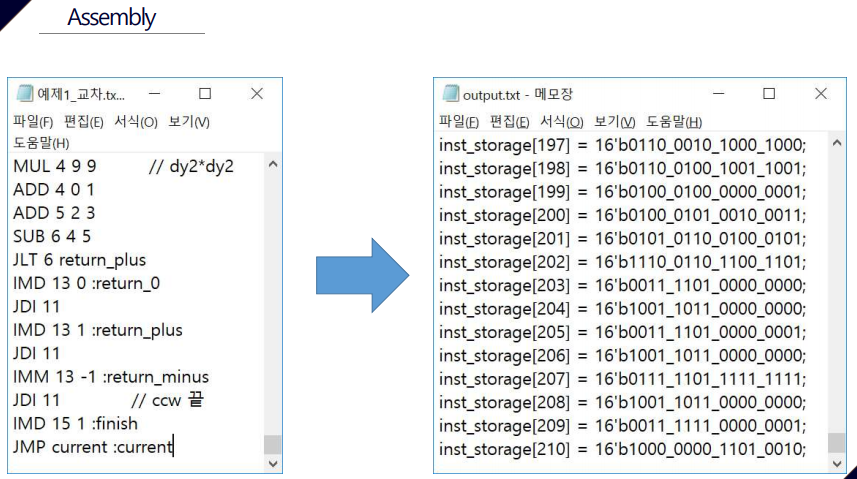 Assembly
예제1_교차.tx...
파일(F) 편집(E) 서식(O) 보기(V)
도움말(H)
MUL 4 9 9 // dy2*dy2
ADD 4 0 1
ADD 5 2 3
SUB 6 4 5
JLT 6 return_plus
IMD 13 0 :return_0
JDI 11
IMD 13 1 :return_plus
JDI 11
IMM 13 -1 :return_minus
JDI 11 // ccw 끝
IMD 15 1 :finish
JMP current :current
output.txt - 메모장
파일(F) 편집(E) 서식(O) 보기(V) 도움말(H)
inst_storage[197] = 16'b0110_0010_1000_1000;
inst_storage[198] = 16'b0110_0100_1001_1001;
inst_storage[199] = 16'b0100_0100_0000_0001;
inst_storage[200] = 16'b0100_0101_0010_0011;
inst_storage[201] = 16'b0101_0110_0100_0101;
inst_storage[202] = 16'b1110_0110_1100_1101;
inst_storage[203] = 16'b0011_1101_0000_0000;
inst_storage[204] = 16'b1001_1011_0000_0000;
inst_storage[205] = 16'b0011_1101_0000_0001;
inst_storage[206] = 16'b1001_1011_0000_0000;
inst_storage[207] = 16'b0111_1101_1111_1111;
inst_storage[208] = 16'b1001_1011_0000_0000;
inst_storage[209] = 16'b0011_1111_0000_0001;
inst_storage[210] = 16'b1000_0000_1101_0010;